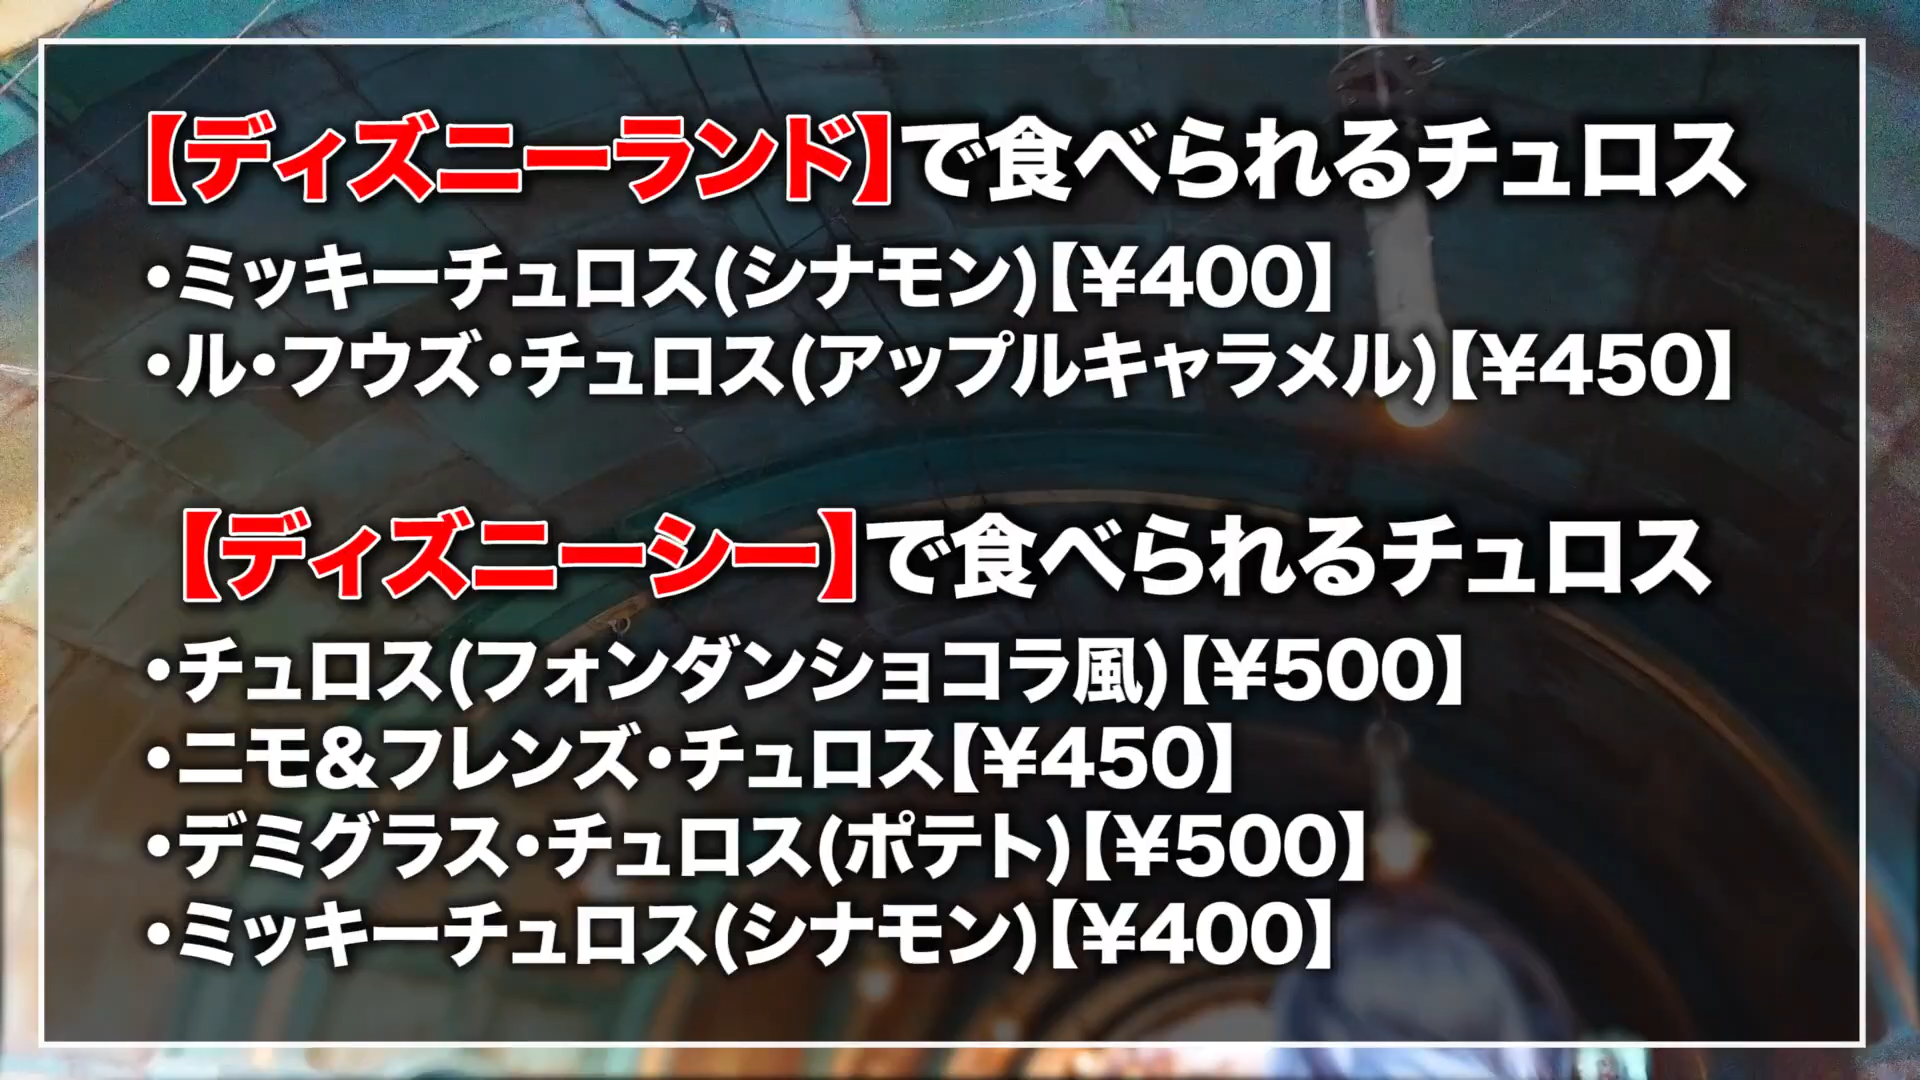 【ディズニーランド】で食べられるチュロス
・ミッキーチュロス(シナモン)【¥400】
・ル・フウズ・チュロス(アップルキャラメル)【¥450】
【ディズニーシー】で食べられるチュロス
・チュロス(フォンダンショコラ風)【¥500】
・ニモ&フレンズ・チュロス【¥450】
・デミグラス・チュロス(ポテト)【¥500】
・ミッキーチュロス(シナモン)【¥400】